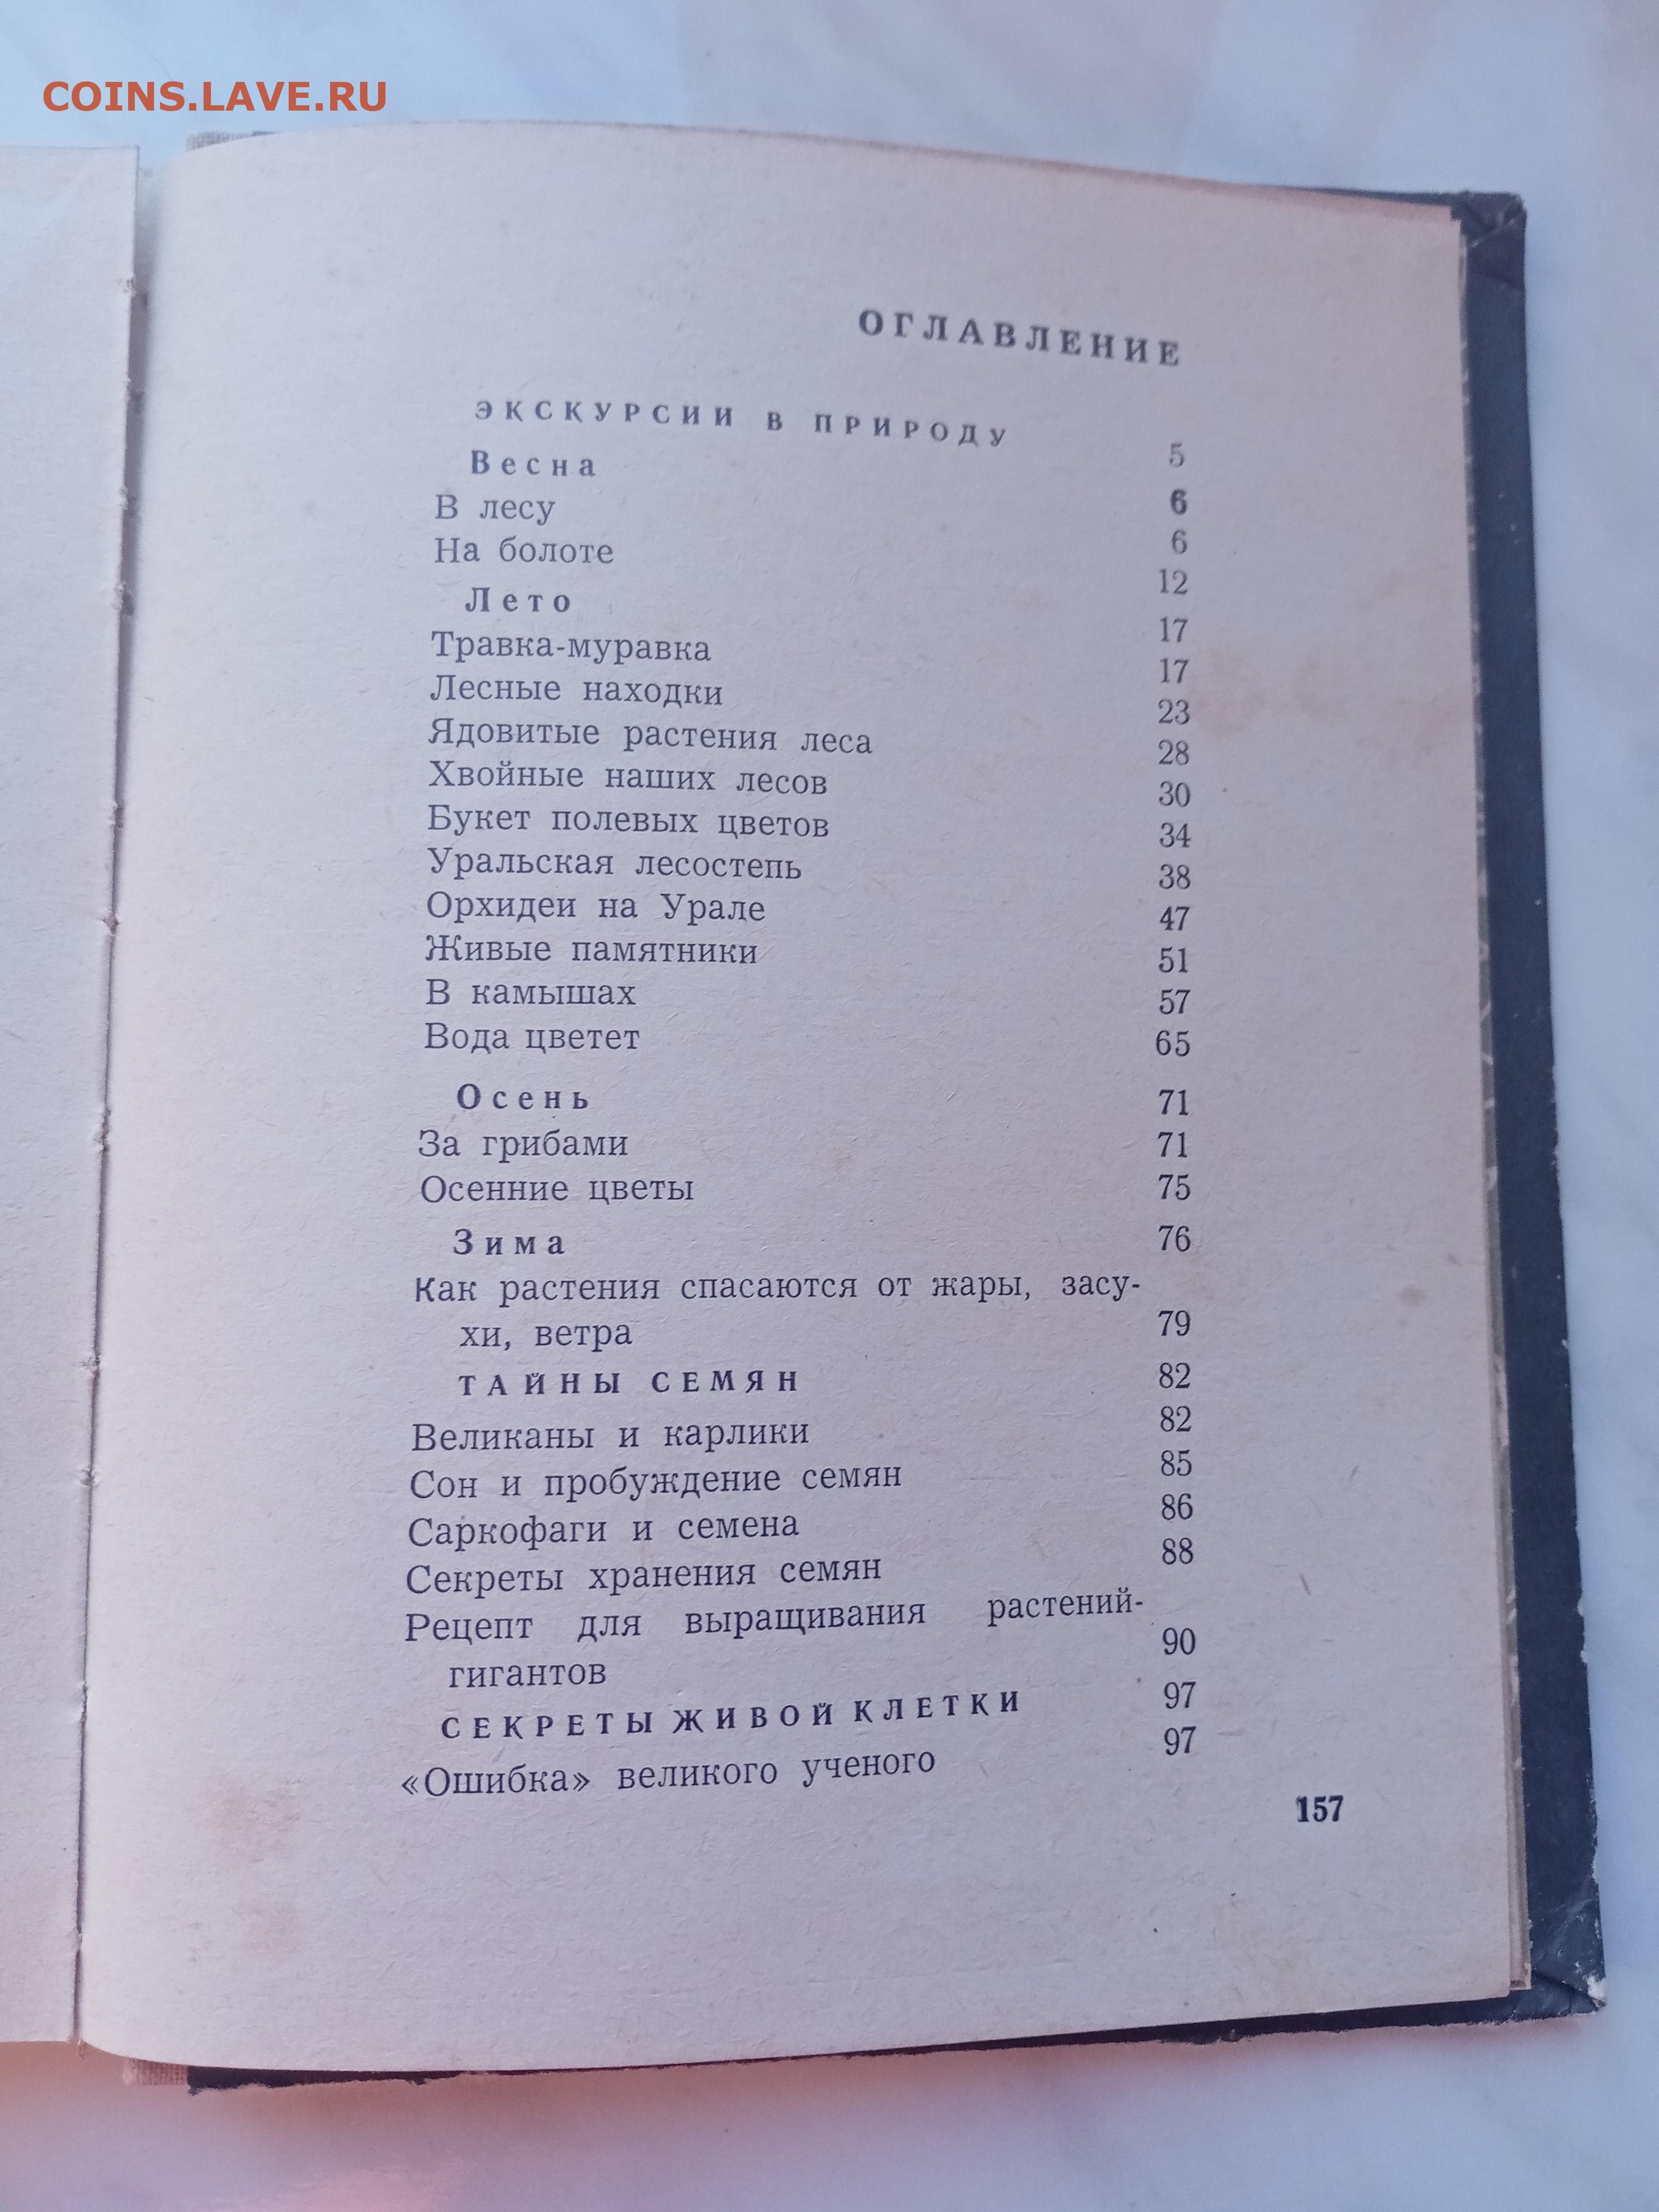 COINS.LAVE.RU
ОГЛАВЛЕНИЕ
ЭКСКУРСИИ В ПРИРОДУ 5
Весна 6
В лесу 6
На болоте 12
Лето 17
Травка-муравка 17
Лесные находки 23
Ядовитые растения леса 28
Хвойные наших лесов 30
Букет полевых цветов 34
Уральская лесостепь 38
Орхидеи на Урале 47
Живые памятники 51
В камышах 57
Вода цветет 65
Осень 71
За грибами 71
Осенние цветы 75
Зима 76
Как растения спасаются от жары, засу-
хи, ветра 79
ТАЙНЫ СЕМЯН 82
Великаны и карлики 82
Сон и пробуждение семян 85
Саркофаги и семена 86
Секреты хранения семян 88
Рецепт для выращивания растений-
гигантов 90
СЕКРЕТЫ ЖИВОЙ КЛЕТКИ 97
«Ошибка» великого ученого 97
157